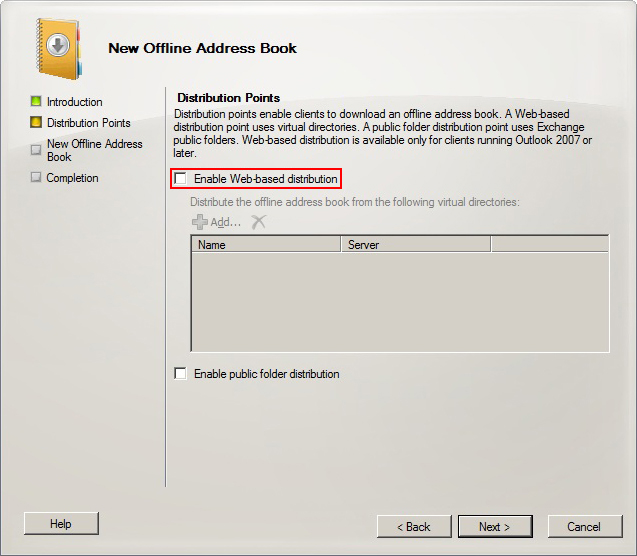 New Offline Address Book
Introduction
Distribution Points
New Offline Address
Book
Completion
Distribution Points
Distribution points enable clients to download an offline address book. A Web-based
distribution point uses virtual directories. A public folder distribution point uses Exchange
public folders. Web-based distribution is available only for clients running Outlook 2007 or
later.
Enable Web-based distribution
Distribute the offline address book from the following virtual directories:
Add...
Name Server
Enable public folder distribution
Help < Back Next > Cancel